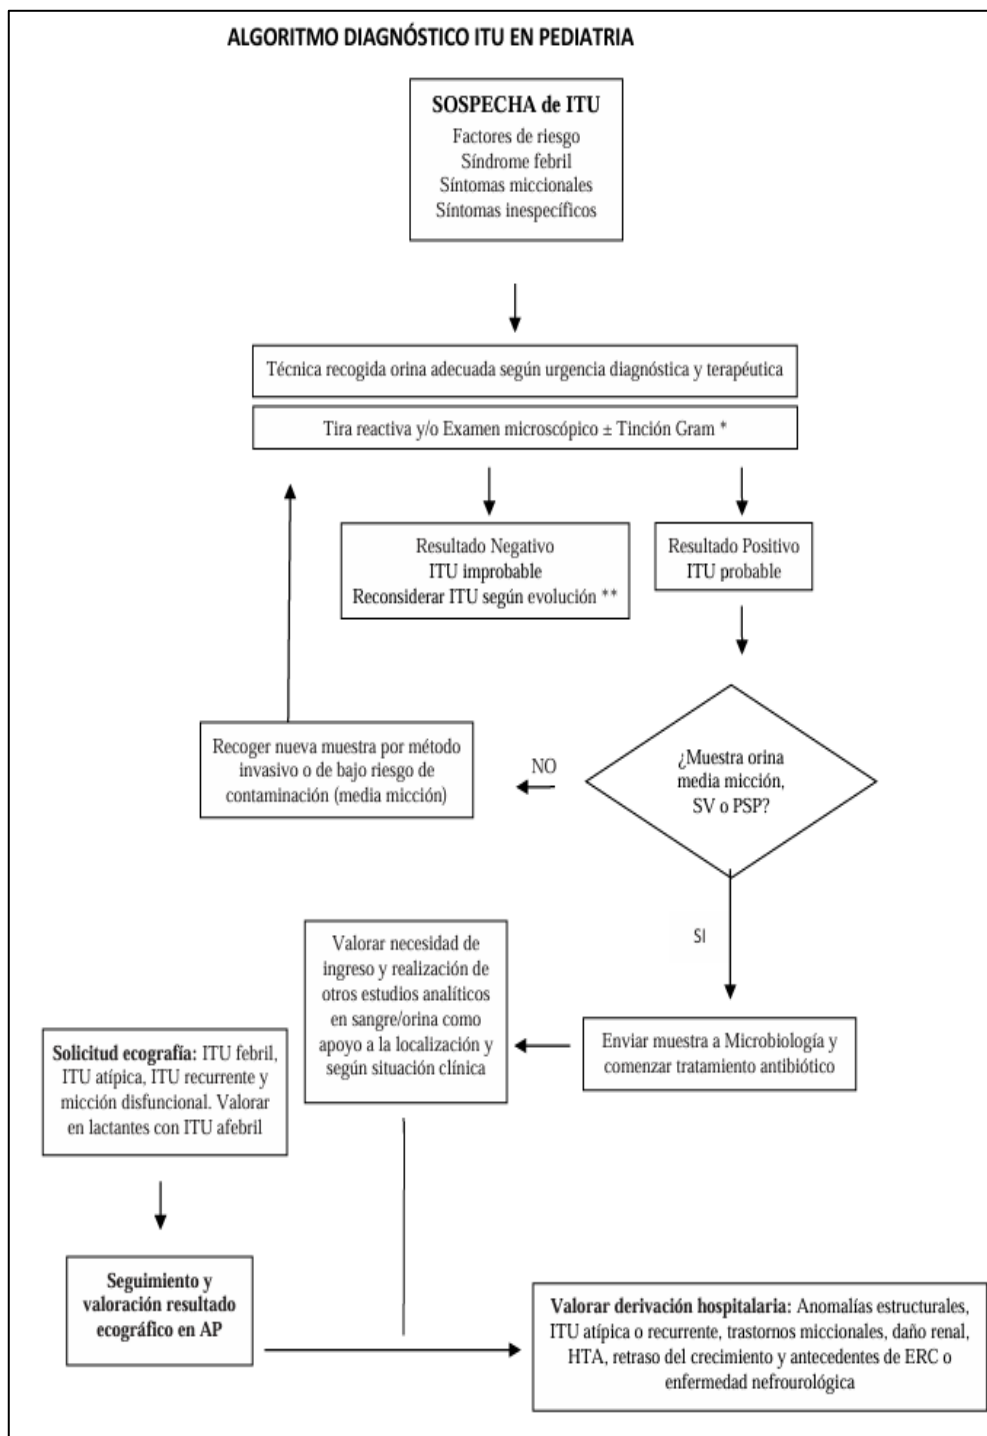 ALGORITMO DIAGNÓSTICO ITU EN PEDIATRIA
SOSPECHA de ITU
Factores de riesgo
Síndrome febril
Síntomas miccionales
Síntomas inespecíficos
Técnica recogida orina adecuada según urgencia diagnóstica y terapéutica
Tira reactiva y/o Examen microscópico ± Tinción Gram *
Resultado Negativo
ITU improbable
Reconsiderar ITU según evolución **
Resultado Positivo
ITU probable
¿Muestra orina
media micción,
SV o PSP?
NO
Recoger nueva muestra por método
invasivo o de bajo riesgo de
contaminación (media micción)
SI
Enviar muestra a Microbiología y
comenzar tratamiento antibiótico
Valorar necesidad de
ingreso y realización de
otros estudios analíticos
en sangre/orina como
apoyo a la localización y
según situación clínica
Solicitud ecografía: ITU febril,
ITU atípica, ITU recurrente y
micción disfuncional. Valorar
en lactantes con ITU afebril
Seguimiento y
valoración resultado
ecográfico en AP
Valorar derivación hospitalaria: Anomalías estructurales,
ITU atípica o recurrente, trastornos miccionales, daño renal,
HTA, retraso del crecimiento y antecedentes de ERC o
enfermedad nefrourológica